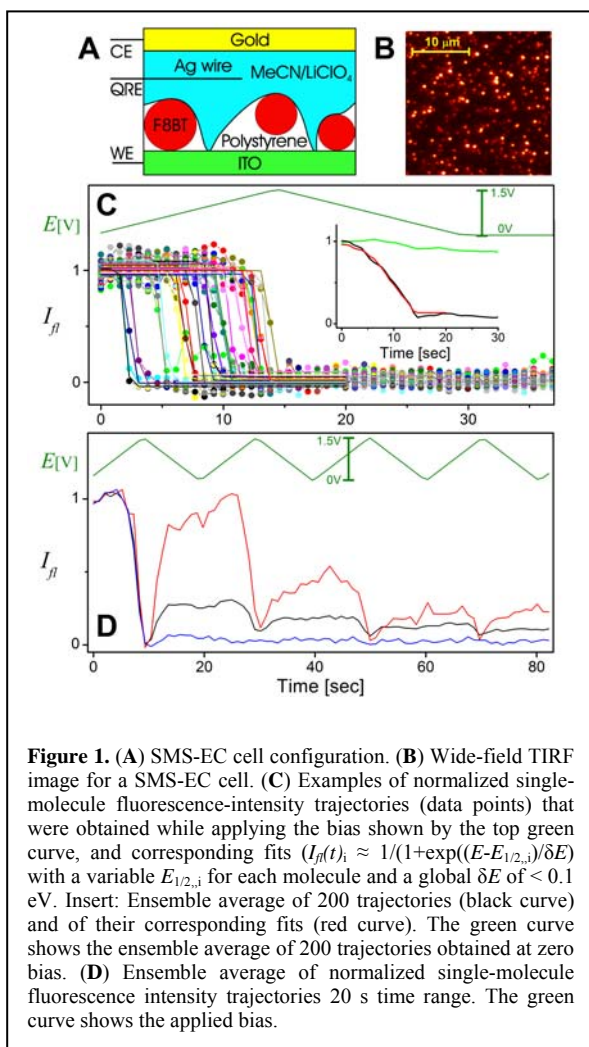 A
Gold
CE
Ag wire
MeCN/LiClO4
QRE
F8BT
Polystyrene
WE
ITO
B
10 μm
C
E[V]
1.5V
0V
1
Ifl
0
0
10
20
30
1
0
0
10
20
30
Time [sec]
E[V]
1.5V
0V
1
Ifl
0
D
0
20
40
60
80
Time [sec]
Figure 1. (A) SMS-EC cell configuration. (B) Wide-field TIRF
image for a SMS-EC cell. (C) Examples of normalized single-
molecule fluorescence-intensity trajectories (data points) that
were obtained while applying the bias shown by the top green
curve, and corresponding fits (Ifl(t)i ≈ 1/(1+exp((E-E1/2,,i)/δE)
with a variable E1/2,,i for each molecule and a global δE of < 0.1
eV. Insert: Ensemble average of 200 trajectories (black curve)
and of their corresponding fits (red curve). The green curve
shows the ensemble average of 200 trajectories obtained at zero
bias. (D) Ensemble average of normalized single-molecule
fluorescence intensity trajectories 20 s time range. The green
curve shows the applied bias.